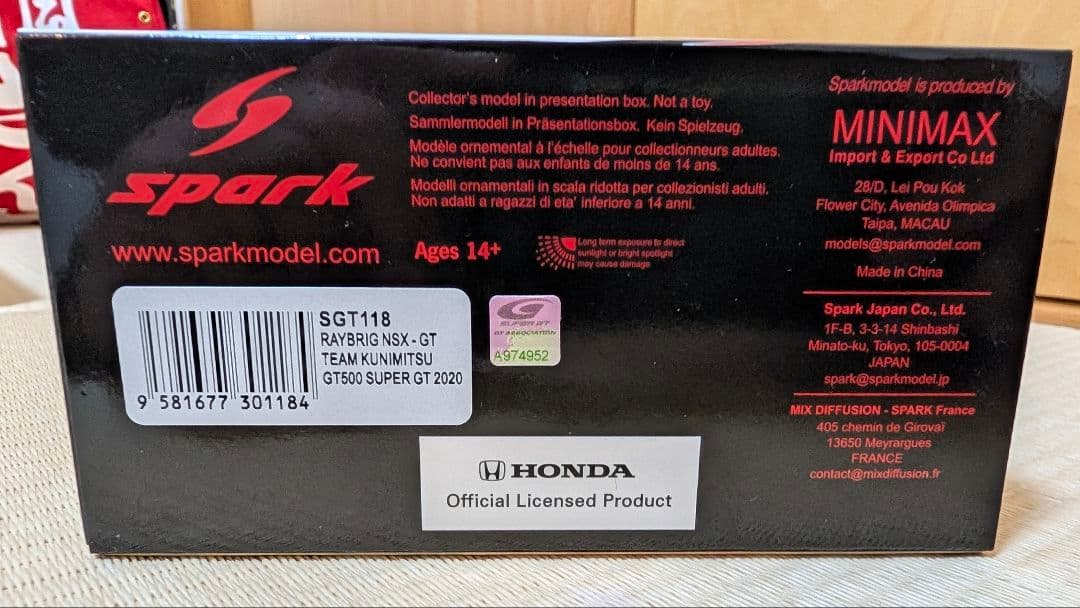 spark
www.sparkmodel.com
Collector's model in presentation box. Not a toy.
Sammlermodell in Präsentationsbox. Kein Spielzeug.
Modèle ornemental à l'échelle pour collectionneurs adultes.
Ne convient pas aux enfants de moins de 14 ans.
Modelli ornamentali in scala ridotta per collezionisti adulti.
Non adatti a ragazzi di eta' inferiore a 14 anni.
Ages 14+
Long term exposure to direct
sunlight or bright spotlight
may cause damage
SGT118
RAYBRIG NSX - GT
TEAM KUNIMITSU
GT500 SUPER GT 2020
9 581677 301184
SUPER GT
GT ASSOCIATION
A974952
HONDA
Official Licensed Product
Sparkmodel is produced by
MINIMAX
Import & Export Co Ltd
28/D, Lei Pou Kok
Flower City, Avenida Olimpica
Taipa, MACAU
models@sparkmodel.com
Made in China
Spark Japan Co., Ltd.
1F-B, 3-3-14 Shinbashi
Minato-ku, Tokyo, 105-0004
JAPAN
spark@sparkmodel.jp
MIX DIFFUSION - SPARK France
405 chemin de Girovaï
13650 Meyrargues
FRANCE
contact@mixdiffusion.fr